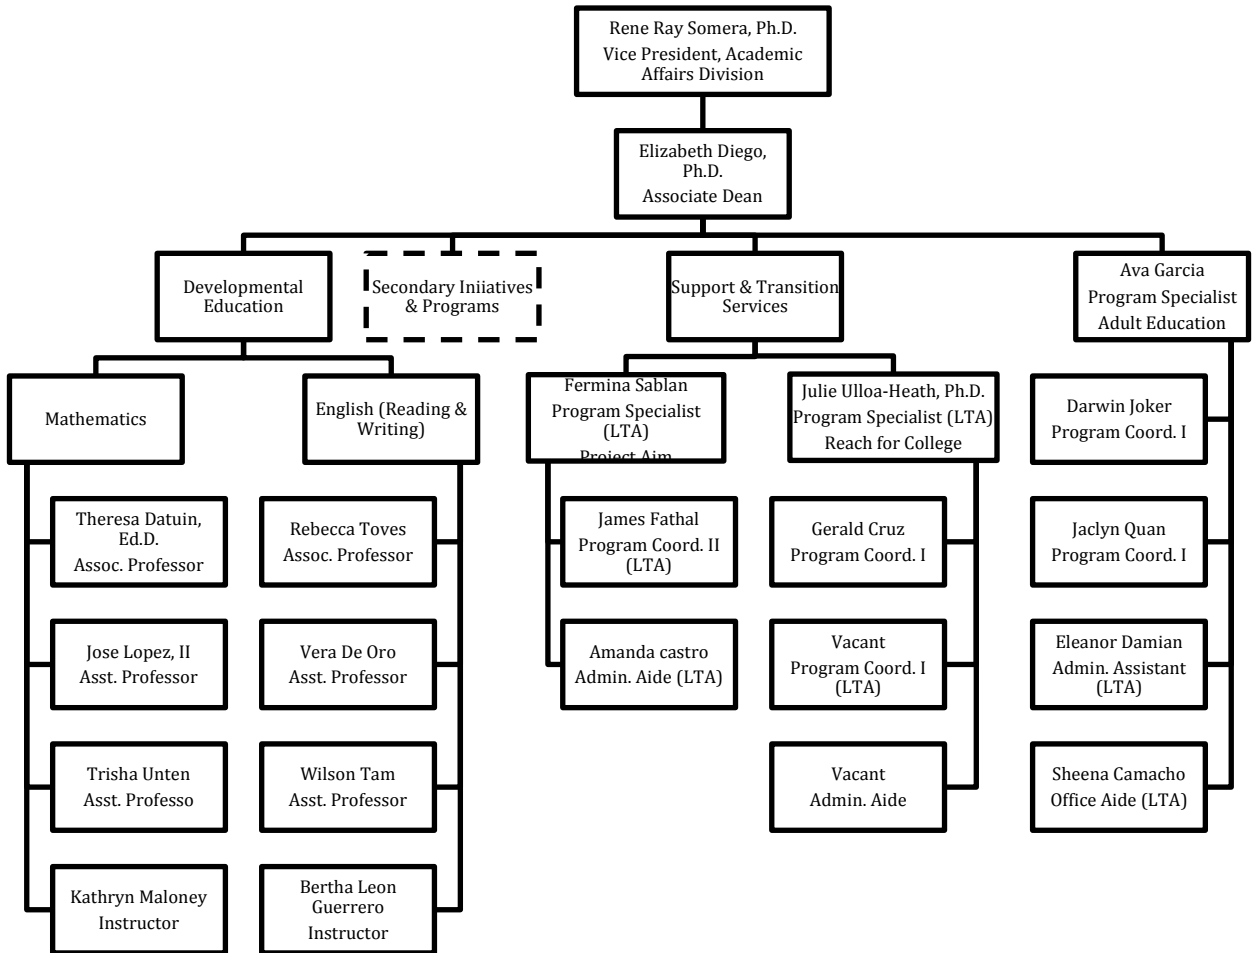 Rene Ray Somera, Ph.D.
Vice President, Academic
Affairs Division
Elizabeth Diego,
Ph.D.
Associate Dean
Developmental
Education
Secondary Iniiatives
& Programs
Support & Transition
Services
Ava Garcia
Program Specialist
Adult Education
Mathematics
English (Reading &
Writing)
Fermina Sablan
Program Specialist
(LTA)
Project Aim
Julie Ulloa-Heath, Ph.D.
Program Specialist (LTA)
Reach for College
Darwin Joker
Program Coord. I
Theresa Datuin,
Ed.D.
Assoc. Professor
Rebecca Toves
Assoc. Professor
James Fathal
Program Coord. II
(LTA)
Gerald Cruz
Program Coord. I
Jaclyn Quan
Program Coord. I
Jose Lopez, II
Asst. Professor
Vera De Oro
Asst. Professor
Amanda castro
Admin. Aide (LTA)
Vacant
Program Coord. I
(LTA)
Eleanor Damian
Admin. Assistant
(LTA)
Trisha Unten
Asst. Professo
Wilson Tam
Asst. Professor
Vacant
Admin. Aide
Sheena Camacho
Office Aide (LTA)
Kathryn Maloney
Instructor
Bertha Leon
Guerrero
Instructor